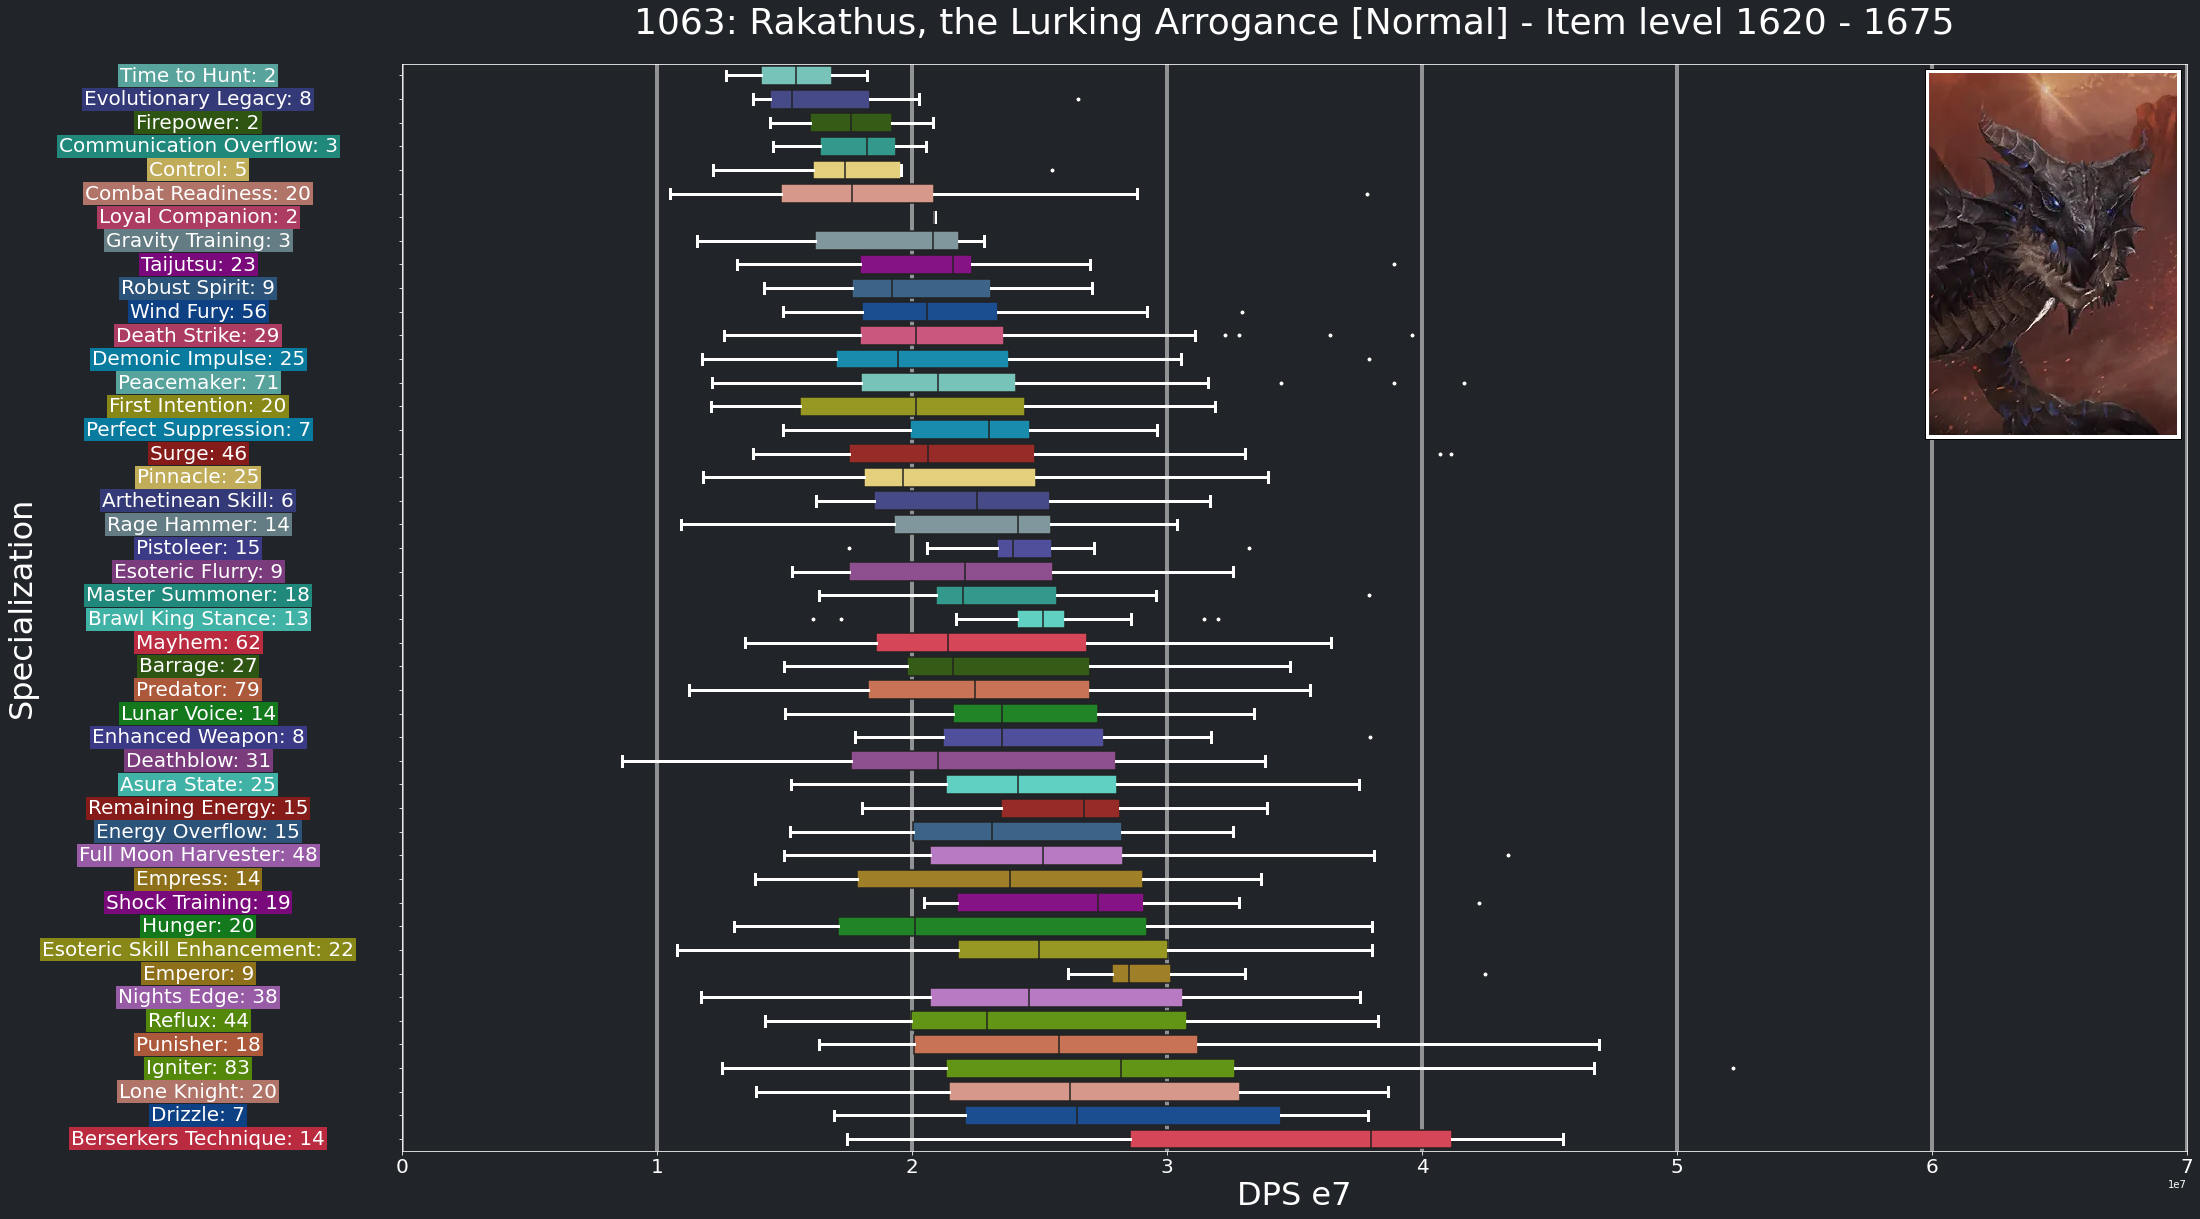 1063: Rakathus, the Lurking Arrogance [Normal] - Item level 1620 - 1675
Time to Hunt: 2
Evolutionary Legacy: 8
Firepower: 2
Communication Overflow: 3
Control: 5
Combat Readiness: 20
Loyal Companion: 2
Gravity Training: 3
Taijutsu: 23
Robust Spirit: 9
Wind Fury: 56
Death Strike: 29
Demonic Impulse: 25
Peacemaker: 71
First Intention: 20
Perfect Suppression: 7
Surge: 46
Pinnacle: 25
Arthetinean Skill: 6
Rage Hammer: 14
Pistoleer: 15
Esoteric Flurry: 9
Master Summoner: 18
Brawl King Stance: 13
Mayhem: 62
Barrage: 27
Predator: 79
Lunar Voice: 14
Enhanced Weapon: 8
Deathblow: 31
Asura State: 25
Remaining Energy: 15
Energy Overflow: 15
Full Moon Harvester: 48
Empress: 14
Shock Training: 19
Hunger: 20
Esoteric Skill Enhancement: 22
Emperor: 9
Nights Edge: 38
Reflux: 44
Punisher: 18
Igniter: 83
Lone Knight: 20
Drizzle: 7
Berserkers Technique: 14
Specialization
0 1 2 3 4 5 6 7
1e7
DPS e7